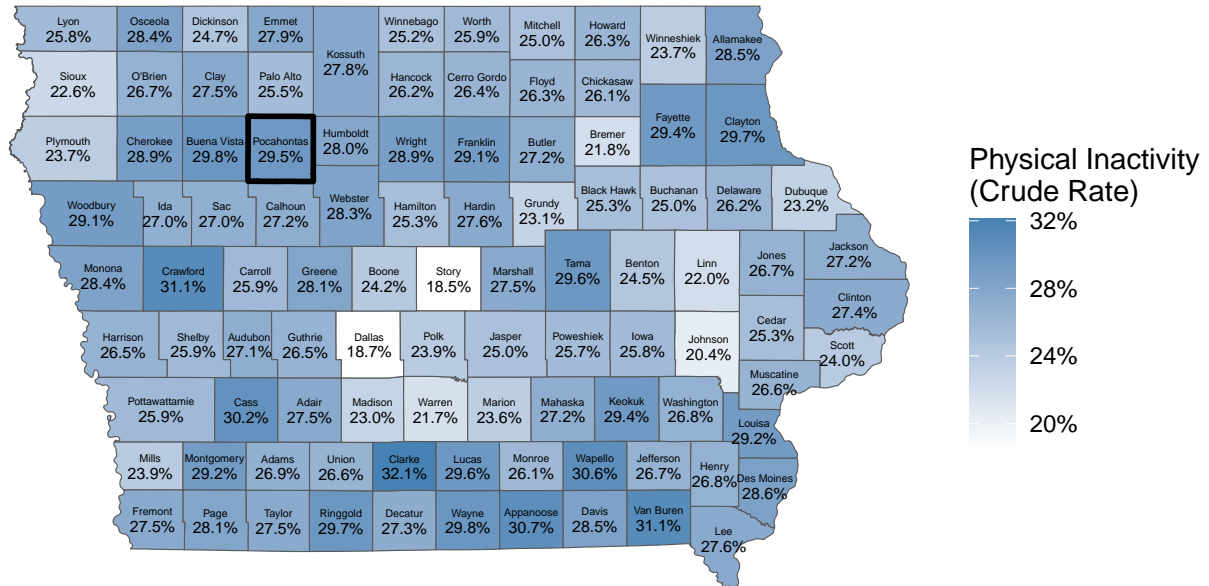 Lyon
25.8%
Osceola
28.4%
Dickinson
24.7%
Emmet
27.9%
Kossuth
27.8%
Winnebago
25.2%
Worth
25.9%
Mitchell
25.0%
Howard
26.3%
Winneshiek
23.7%
Allamakee
28.5%
Sioux
22.6%
O'Brien
26.7%
Clay
27.5%
Palo Alto
25.5%
Hancock
26.2%
Cerro Gordo
26.4%
Floyd
26.3%
Chickasaw
26.1%
Plymouth
23.7%
Cherokee
28.9%
Buena Vista
29.8%
Pocahontas
29.5%
Humboldt
28.0%
Wright
28.9%
Franklin
29.1%
Butler
27.2%
Bremer
21.8%
Fayette
29.4%
Clayton
29.7%
Woodbury
29.1%
Ida
27.0%
Sac
27.0%
Calhoun
27.2%
Webster
28.3%
Hamilton
25.3%
Hardin
27.6%
Grundy
23.1%
Black Hawk
25.3%
Buchanan
25.0%
Delaware
26.2%
Dubuque
23.2%
Monona
28.4%
Crawford
31.1%
Carroll
25.9%
Greene
28.1%
Boone
24.2%
Story
18.5%
Marshall
27.5%
Tama
29.6%
Benton
24.5%
Linn
22.0%
Jones
26.7%
Jackson
27.2%
Clinton
27.4%
Harrison
26.5%
Shelby
25.9%
Audubon
27.1%
Guthrie
26.5%
Dallas
18.7%
Polk
23.9%
Jasper
25.0%
Poweshiek
25.7%
Iowa
25.8%
Johnson
20.4%
Cedar
25.3%
Scott
24.0%
Muscatine
26.6%
Pottawattamie
25.9%
Cass
30.2%
Adair
27.5%
Madison
23.0%
Warren
21.7%
Marion
23.6%
Mahaska
27.2%
Keokuk
29.4%
Washington
26.8%
Louisa
29.2%
Mills
23.9%
Montgomery
29.2%
Adams
26.9%
Union
26.6%
Clarke
32.1%
Lucas
29.6%
Monroe
26.1%
Wapello
30.6%
Jefferson
26.7%
Henry
26.8%
Des Moines
28.6%
Fremont
27.5%
Page
28.1%
Taylor
27.5%
Ringgold
29.7%
Decatur
27.3%
Wayne
29.8%
Appanoose
30.7%
Davis
28.5%
Van Buren
31.1%
Lee
27.6%
Physical Inactivity
(Crude Rate)
32%
28%
24%
20%